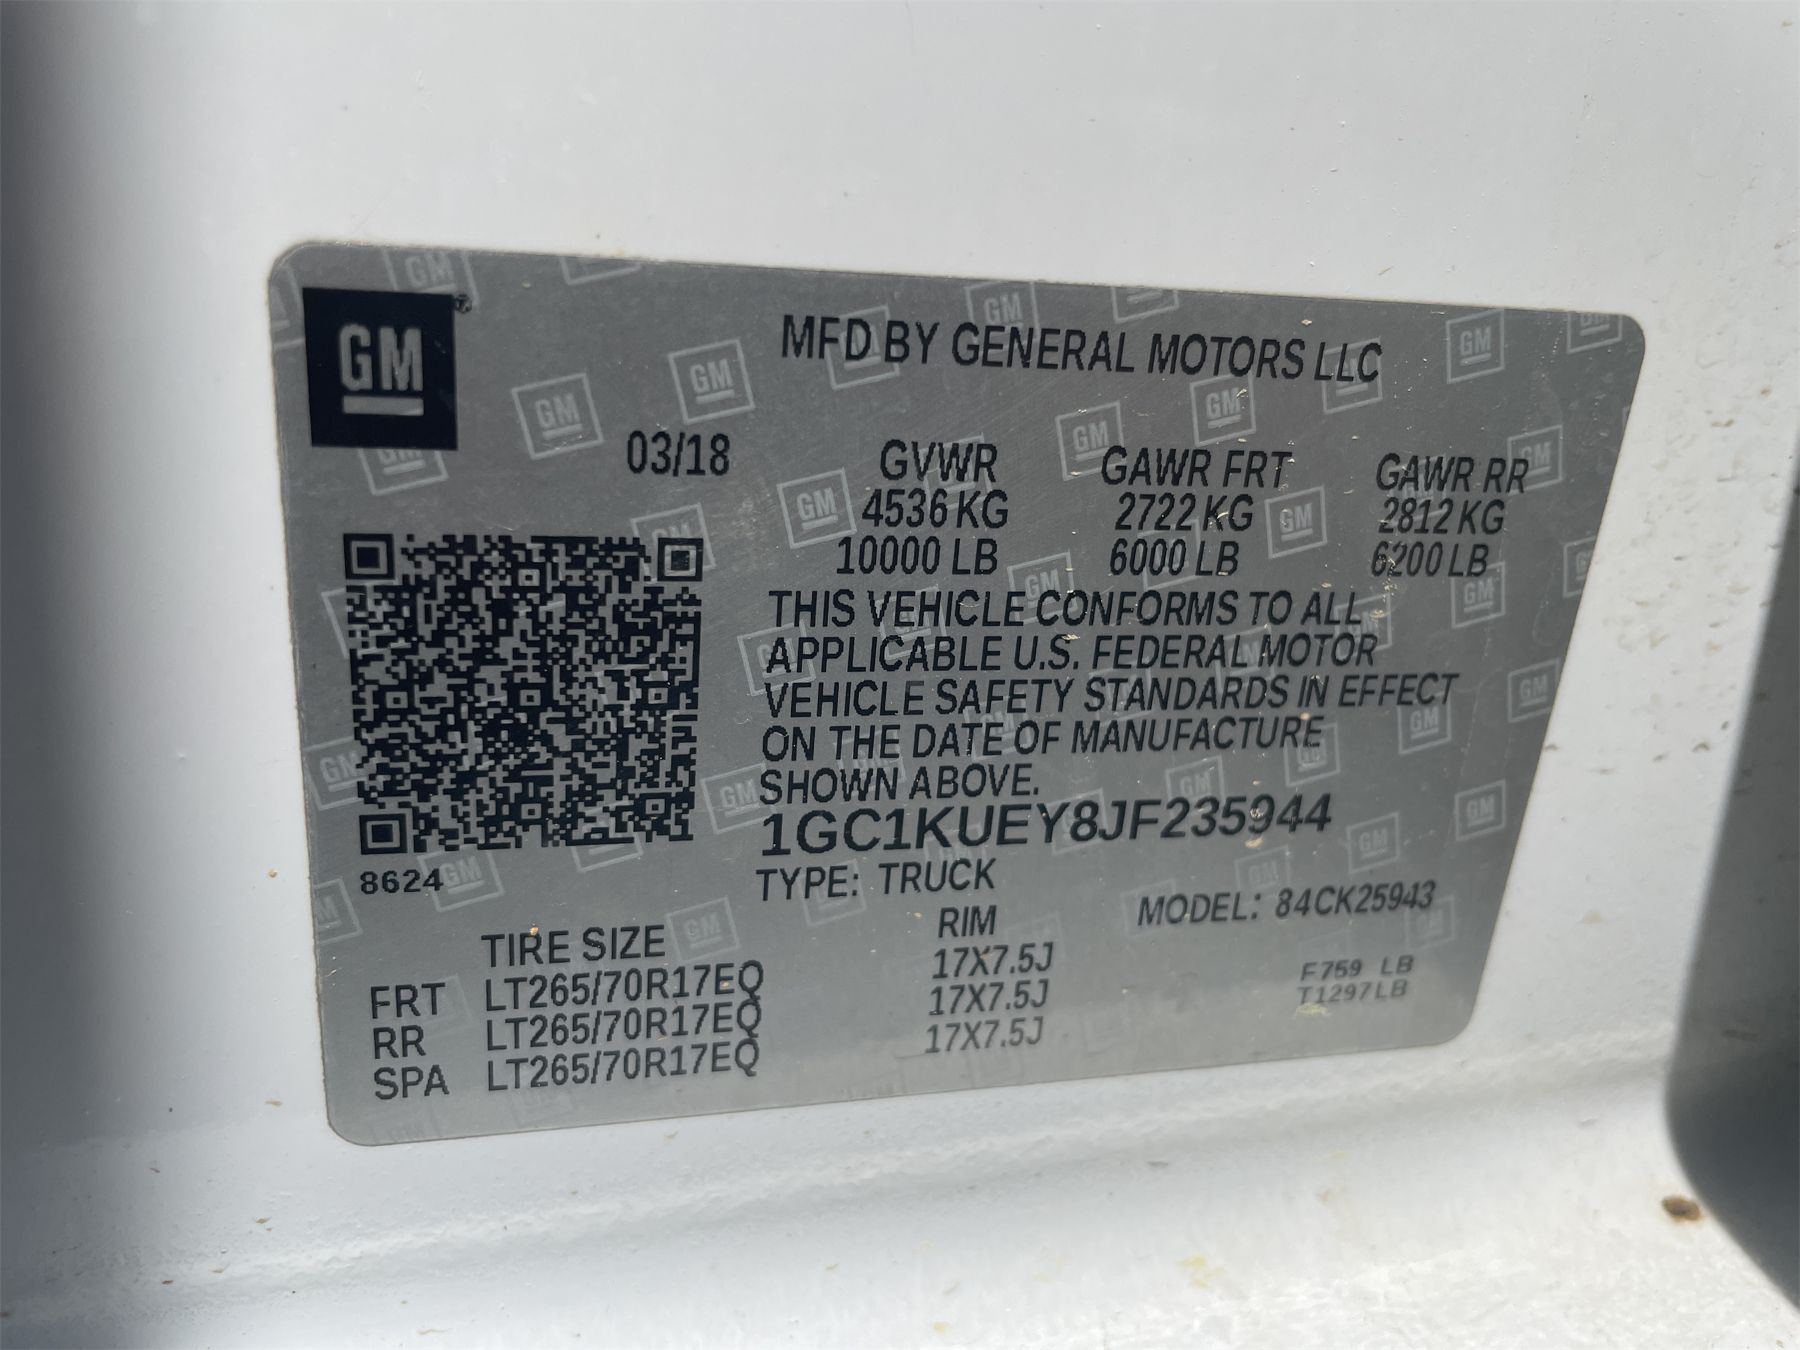 GM
MFD BY GENERAL MOTORS LLC
03/18
GVWR GAWR FRT GAWR RR
4536 KG 2722 KG 2812 KG
10000 LB 6000 LB 6200 LB
THIS VEHICLE CONFORMS TO ALL
APPLICABLE U.S. FEDERAL MOTOR
VEHICLE SAFETY STANDARDS IN EFFECT
ON THE DATE OF MANUFACTURE
SHOWN ABOVE.
1GC1KUEY8JF235944
8624
TYPE: TRUCK
MODEL: 84CK25943
TIRE SIZE RIM
FRT LT265/70R17EQ 17X7.5J
RR LT265/70R17EQ 17X7.5J
SPA LT265/70R17EQ 17X7.5J
F759 LB
T1297LB